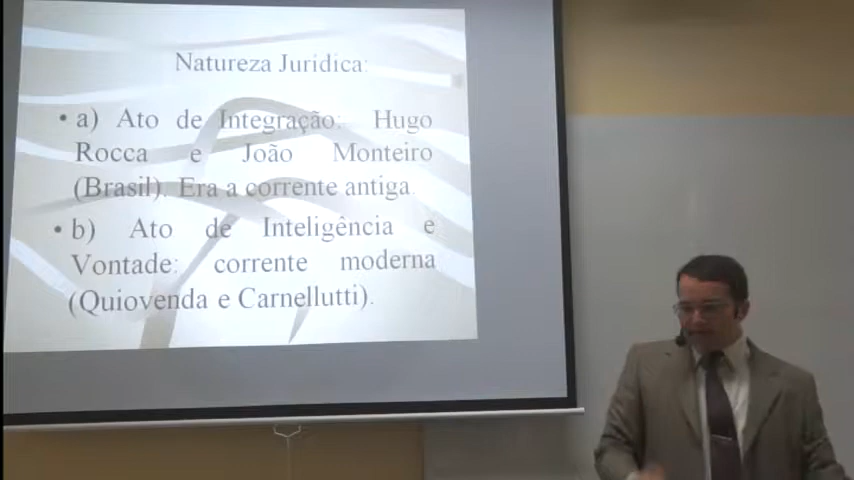 Natureza Juridica:
• a) Ato de Integração: Hugo
Rocca e João Monteiro
(Brasil). Era a corrente antiga.
• b) Ato de Inteligência e
Vontade: corrente moderna
(Quiovenda e Carnellutti).